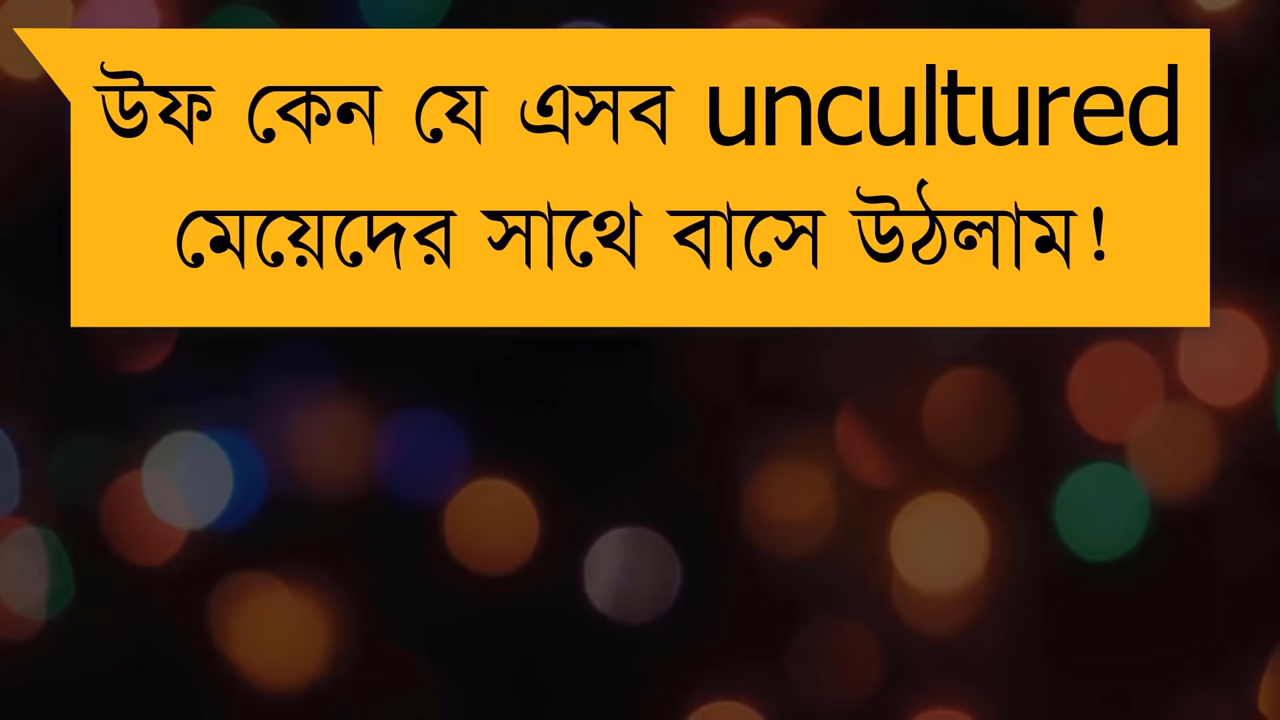 উফ কেন যে এসব uncultured
মেয়েদের সাথে বাসে উঠলাম!